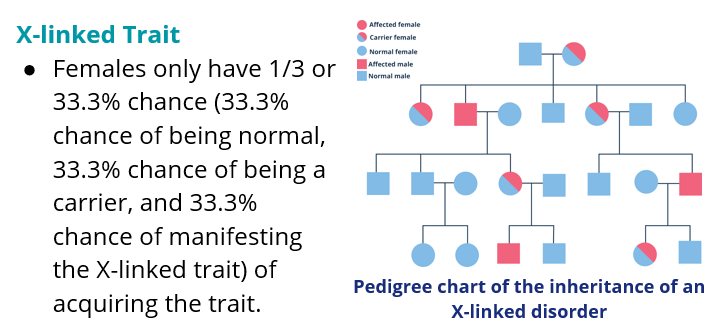 X-linked Trait
● Females only have 1/3 or
33.3% chance (33.3%
chance of being normal,
33.3% chance of being a
carrier, and 33.3%
chance of manifesting
the X-linked trait) of
acquiring the trait.
Affected female
Carrier female
Normal female
Affected male
Normal male
Pedigree chart of the inheritance of an
X-linked disorder